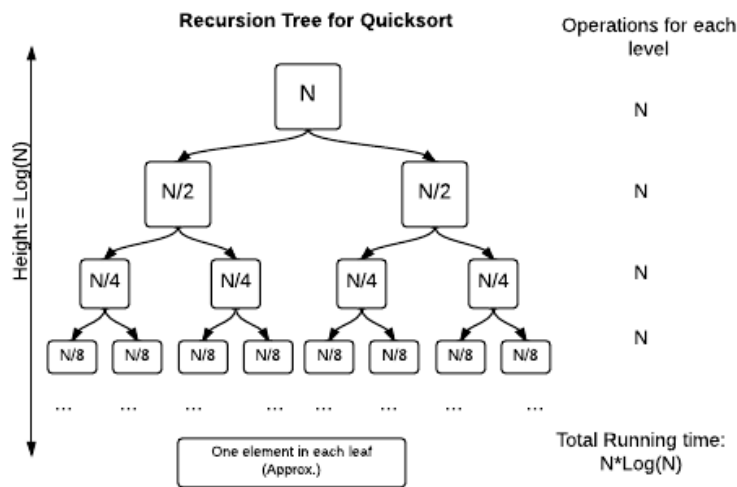 Recursion Tree for Quicksort
Operations for each
level
Height = Log(N)
N
N
N/2
N/2
N
N/4
N/4
N/4
N/4
N
N/8
N/8
N/8
N/8
N/8
N/8
N/8
N/8
N
... ... ... ... ... ... ... ...
One element in each leaf
(Approx.)
Total Running time:
N*Log(N)